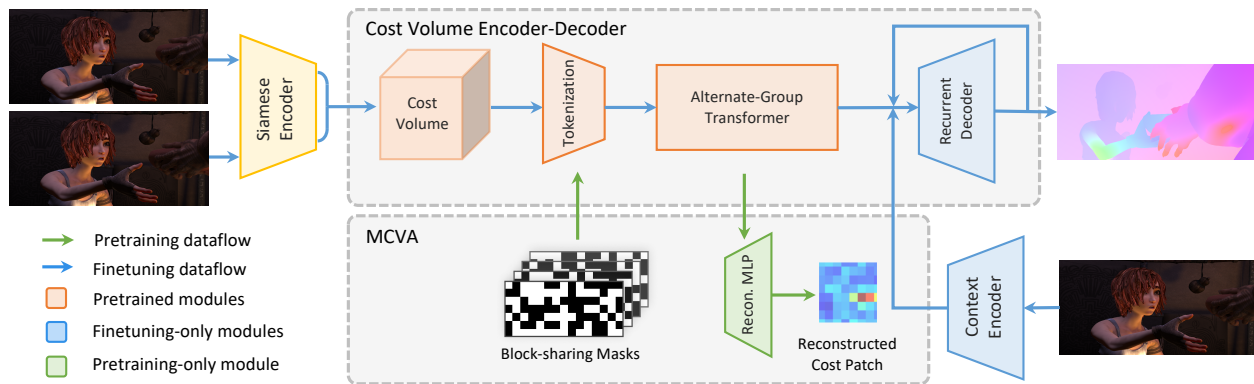 Cost Volume Encoder-Decoder
Siamese
Encoder
Cost
Volume
Tokenization
Alternate-Group
Transformer
Recurrent
Decoder
MCVA
Pretraining dataflow
Finetuning dataflow
Pretrained modules
Finetuning-only modules
Pretraining-only module
Block-sharing Masks
Recon. MLP
Reconstructed
Cost Patch
Context
Encoder